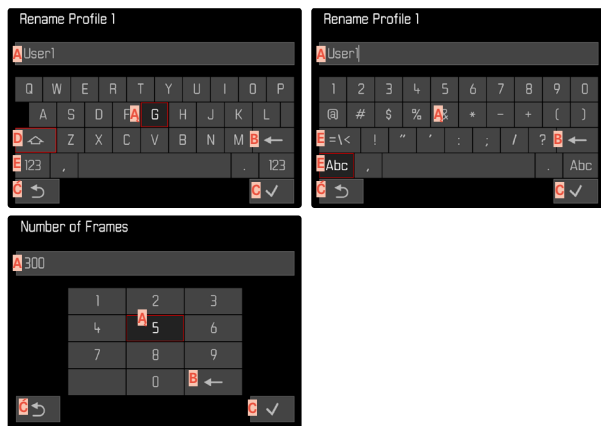 Rename Profile 1
A User1
Q W E R T Y U I O P
A S D F A G H J K L
D Z X C V B N M B ←
E 123 , . 123
C C ✓
Rename Profile 1
A User1
1 2 3 4 5 6 7 8 9 0
@ # $ % A & * - + ( )
E =\< ! " ' : ; / ? B ←
E Abc , . Abc
C C ✓
Number of Frames
A 300
1 2 3
A
4 5 6
7 8 9
0 B ←
C C ✓